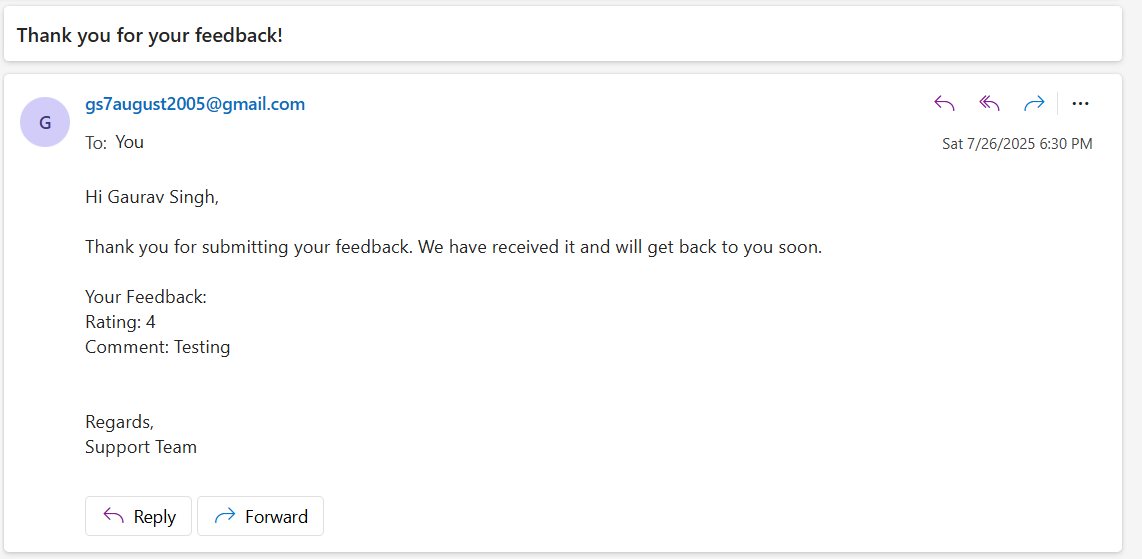 Thank you for your feedback!
G
gs7august2005@gmail.com
To: You
Sat 7/26/2025 6:30 PM
Hi Gaurav Singh,
Thank you for submitting your feedback. We have received it and will get back to you soon.
Your Feedback:
Rating: 4
Comment: Testing
Regards,
Support Team
Reply
Forward